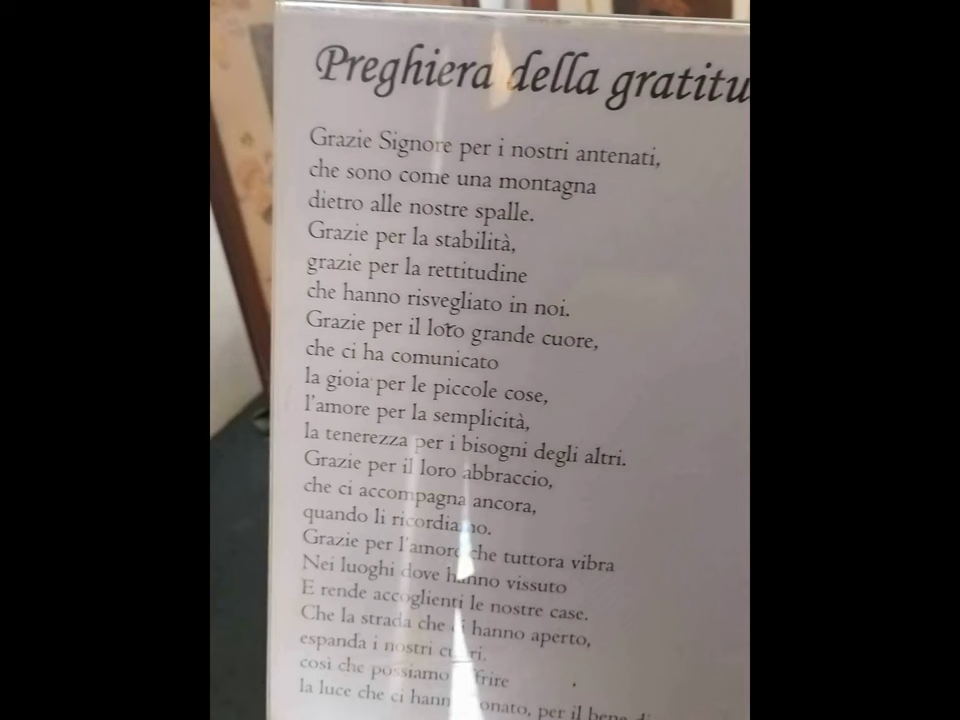 Preghiera della gratitu
Grazie Signore per i nostri antenati,
che sono come una montagna
dietro alle nostre spalle.
Grazie per la stabilità,
grazie per la rettitudine
che hanno risvegliato in noi.
Grazie per il loro grande cuore,
che ci ha comunicato
la gioia per le piccole cose,
l'amore per la semplicità,
la tenerezza per i bisogni degli altri.
Grazie per il loro abbraccio,
che ci accompagna ancora,
quando li ricordiamo.
Grazie per l'amore che tuttora vibra
Nei luoghi dove hanno vissuto
E rende accoglienti le nostre case.
Che la strada che ci hanno aperto,
espanda i nostri cuori.
così che possiamo offrire
la luce che ci hanno donato, per il bene di